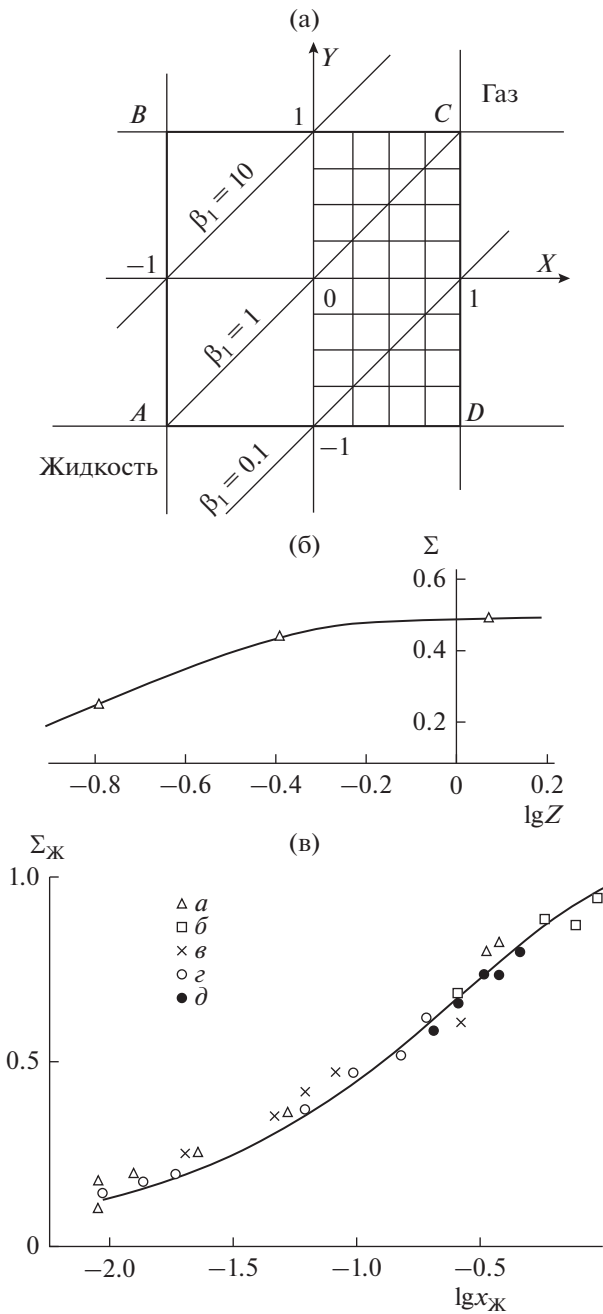 (а)
Y
B
1
C
Газ
β₁ = 10
−1
X
0
1
β₁ = 1
A
D
−1
Жидкость
β₁ = 0.1
(б)
Σ
0.6
0.4
0.2
−0.8
−0.6
−0.4
−0.2
0
0.2
lgZ
(в)
Σ_Ж
1.0
а
б
в
г
д
0.5
0
−2.0
−1.5
−1.0
−0.5
lgx_Ж